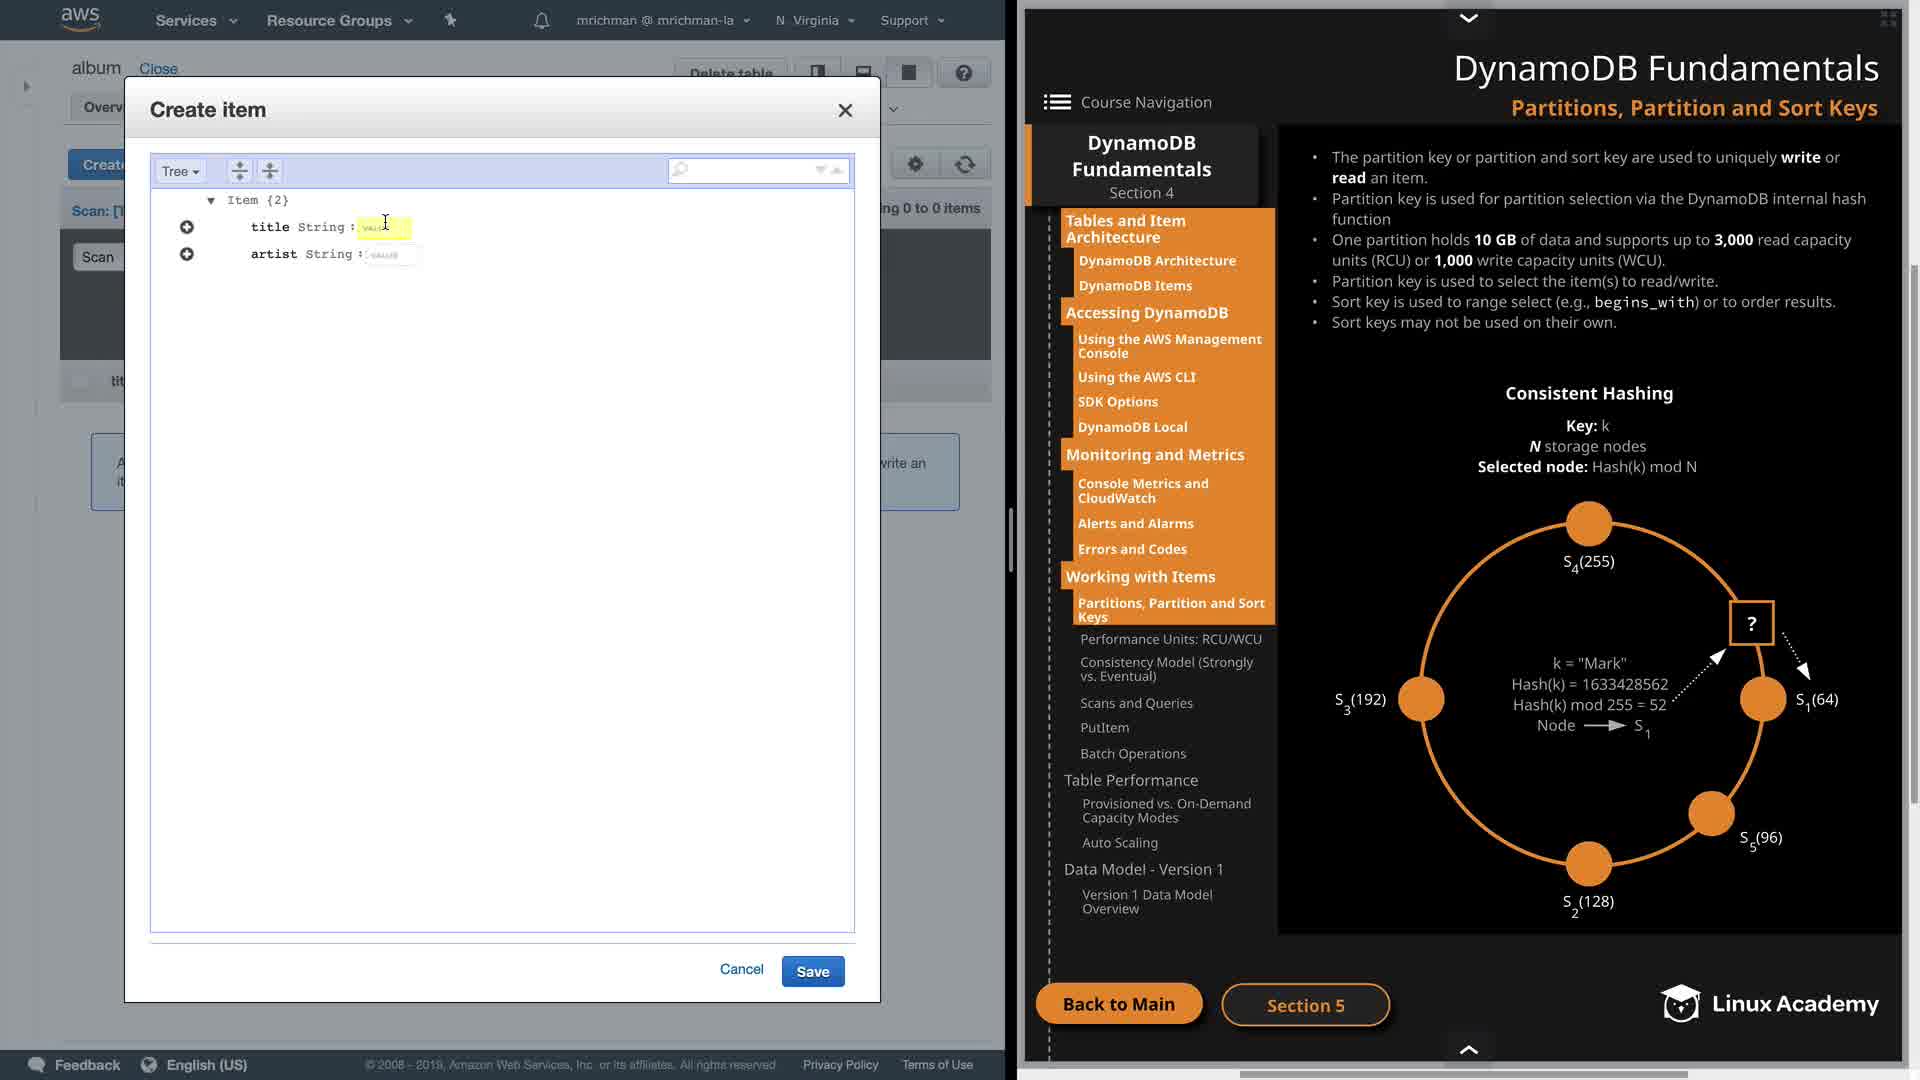 aws
Services
Resource Groups
mrichman @ mrichman-la
N. Virginia
Support
album
Close
Delete table
Overv
Create
Scan: [T
ng 0 to 0 items
Scan
tit
A
write an
it
Create item
Tree
Item {2}
title String :
artist String :
Cancel
Save
Feedback
English (US)
© 2008 - 2019, Amazon Web Services, Inc. or its affiliates. All rights reserved.
Privacy Policy
Terms of Use
DynamoDB Fundamentals
Partitions, Partition and Sort Keys
Course Navigation
DynamoDB
Fundamentals
Section 4
Tables and Item
Architecture
DynamoDB Architecture
DynamoDB Items
Accessing DynamoDB
Using the AWS Management
Console
Using the AWS CLI
SDK Options
DynamoDB Local
Monitoring and Metrics
Console Metrics and
CloudWatch
Alerts and Alarms
Errors and Codes
Working with Items
Partitions, Partition and Sort
Keys
Performance Units: RCU/WCU
Consistency Model (Strongly
vs. Eventual)
Scans and Queries
PutItem
Batch Operations
Table Performance
Provisioned vs. On-Demand
Capacity Modes
Auto Scaling
Data Model - Version 1
Version 1 Data Model
Overview
• The partition key or partition and sort key are used to uniquely write or
read an item.
• Partition key is used for partition selection via the DynamoDB internal hash
function
• One partition holds 10 GB of data and supports up to 3,000 read capacity
units (RCU) or 1,000 write capacity units (WCU).
• Partition key is used to select the item(s) to read/write.
• Sort key is used to range select (e.g., begins_with) or to order results.
• Sort keys may not be used on their own.
Consistent Hashing
Key: k
N storage nodes
Selected node: Hash(k) mod N
S4(255)
?
k = "Mark"
Hash(k) = 1633428562
Hash(k) mod 255 = 52
Node → S1
S3(192)
S1(64)
S5(96)
S2(128)
Back to Main
Section 5
Linux Academy